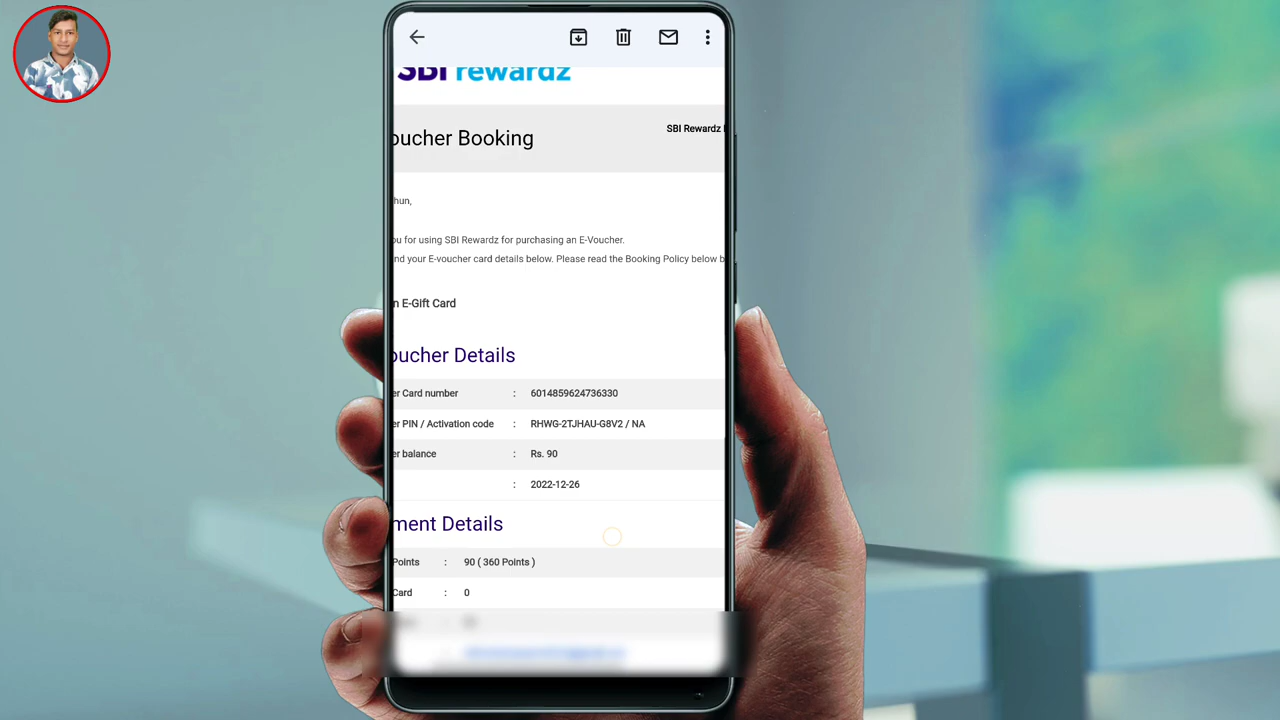 SBI rewardz
oucher Booking
SBI Rewardz
hun,
ou for using SBI Rewardz for purchasing an E-Voucher.
nd your E-voucher card details below. Please read the Booking Policy below b
n E-Gift Card
oucher Details
er Card number : 6014859624736330
er PIN / Activation code : RHWG-2TJHAU-G8V2 / NA
er balance : Rs. 90
: 2022-12-26
ment Details
Points : 90 ( 360 Points )
Card : 0